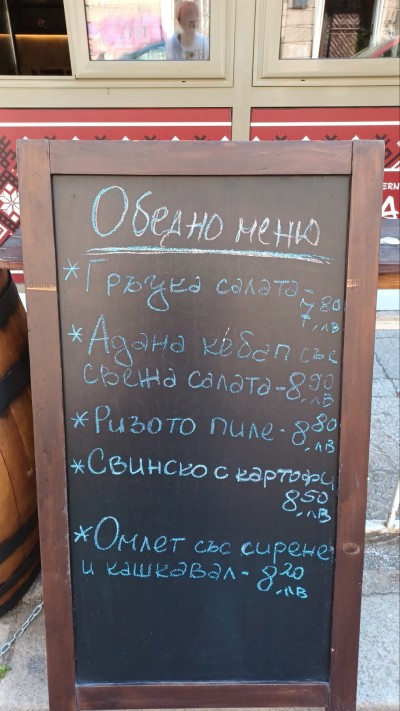 Обедно меню
* Гръцка салата - 7,80 лв
* Адана кебап със
свежа салата - 8,90 лв
* Ризото пиле - 8,80 лв
* Свинско с картофи
8,50 лв
* Омлет със сирене
и кашкавал - 8,20 лв